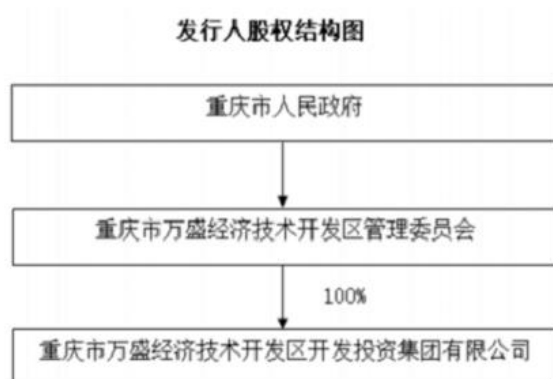 发行人股权结构图
重庆市人民政府
重庆市万盛经济技术开发区管理委员会
100%
重庆市万盛经济技术开发区开发投资集团有限公司